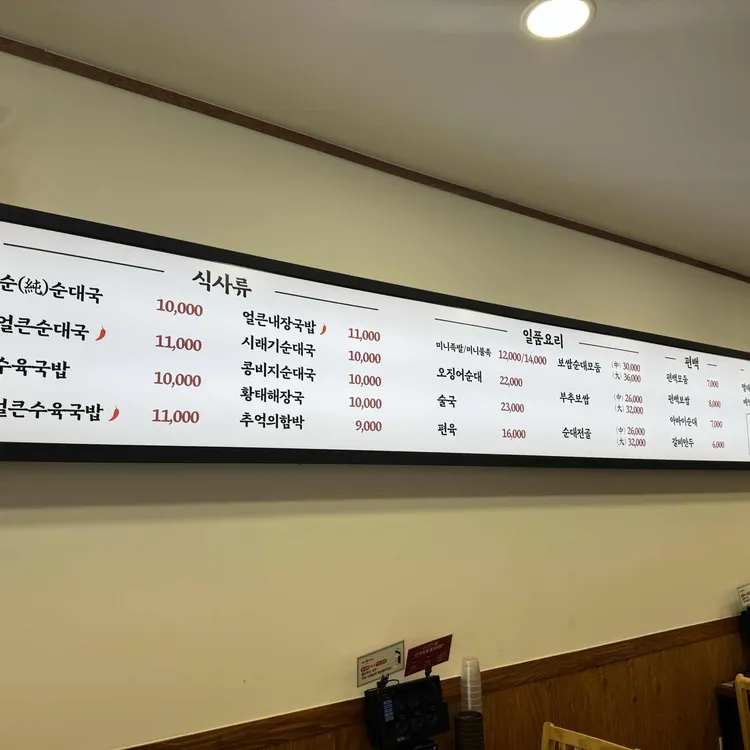 식사류
순(純)순대국 10,000
얼큰순대국 11,000
수육국밥 10,000
얼큰수육국밥 11,000
얼큰내장국밥 11,000
시래기순대국 10,000
콩비지순대국 10,000
황태해장국 10,000
추억의함박 9,000
일품요리
미니족발/미니불족 12,000/14,000
오징어순대 22,000
술국 23,000
편육 16,000
보쌈순대모둠 (中) 30,000
(大) 36,000
부추보쌈 (中) 26,000
(大) 32,000
순대전골 (中) 26,000
(大) 32,000
편백
편백모둠 7,000
편백보쌈 8,000
아바이순대 7,000
갈비만두 6,000